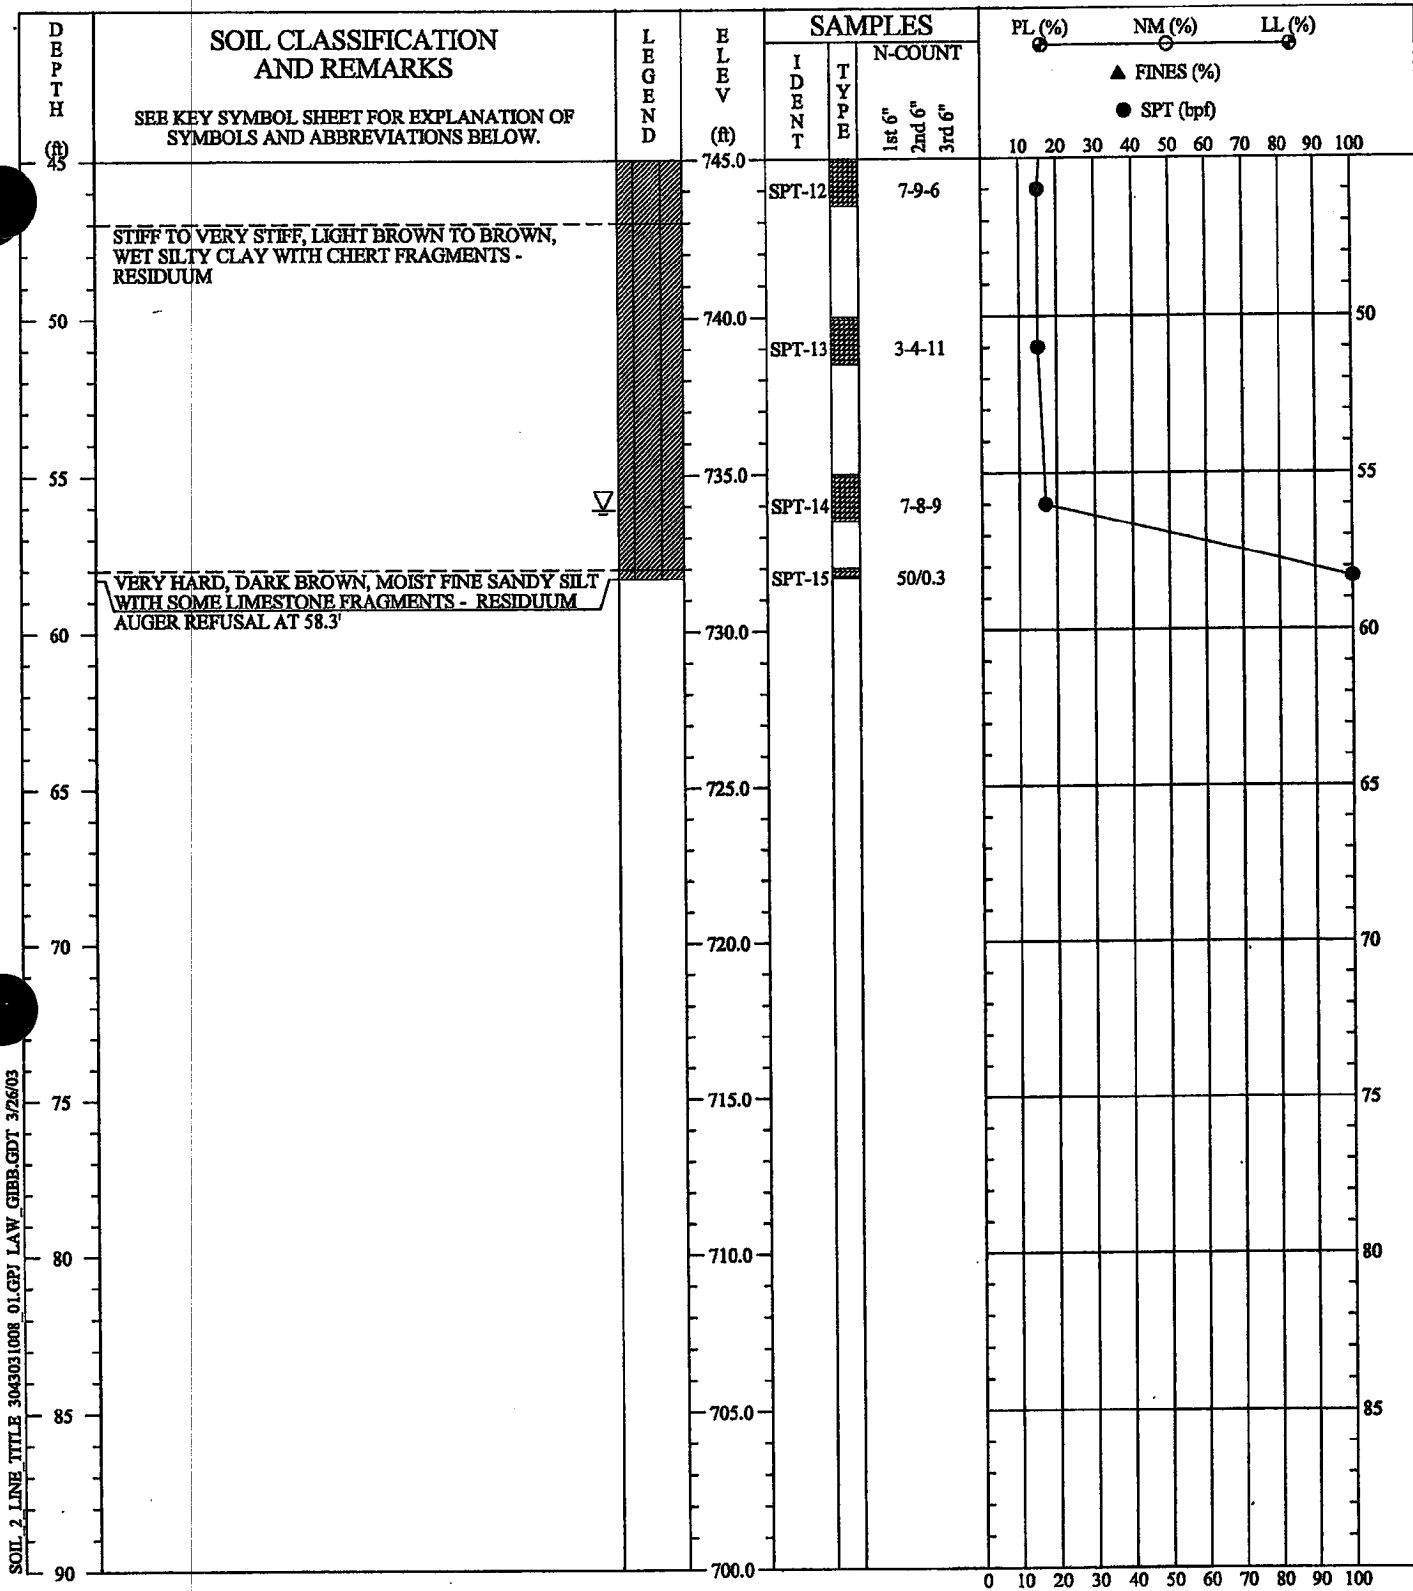 DEPTH
(ft)
SOIL CLASSIFICATION
AND REMARKS
SEE KEY SYMBOL SHEET FOR EXPLANATION OF
SYMBOLS AND ABBREVIATIONS BELOW.
LEGEND
ELEV
(ft)
SAMPLES
IDENT
TYPE
N-COUNT
1st 6"
2nd 6"
3rd 6"
PL (%) NM (%) LL (%)
▲ FINES (%)
● SPT (bpf)
10 20 30 40 50 60 70 80 90 100
45 745.0
SPT-12 7-9-6
STIFF TO VERY STIFF, LIGHT BROWN TO BROWN,
WET SILTY CLAY WITH CHERT FRAGMENTS -
RESIDUUM
50 740.0 50
SPT-13 3-4-11
55 735.0 55
SPT-14 7-8-9
VERY HARD, DARK BROWN, MOIST FINE SANDY SILT
WITH SOME LIMESTONE FRAGMENTS - RESIDUUM
SPT-15 50/0.3
AUGER REFUSAL AT 58.3'
60 730.0 60
65 725.0 65
70 720.0 70
75 715.0 75
80 710.0 80
85 705.0 85
90 700.0
0 10 20 30 40 50 60 70 80 90 100
SOIL_2_LINE_TITLE 3043031008_01.GPJ LAW_GIBB.GDT 3/26/03